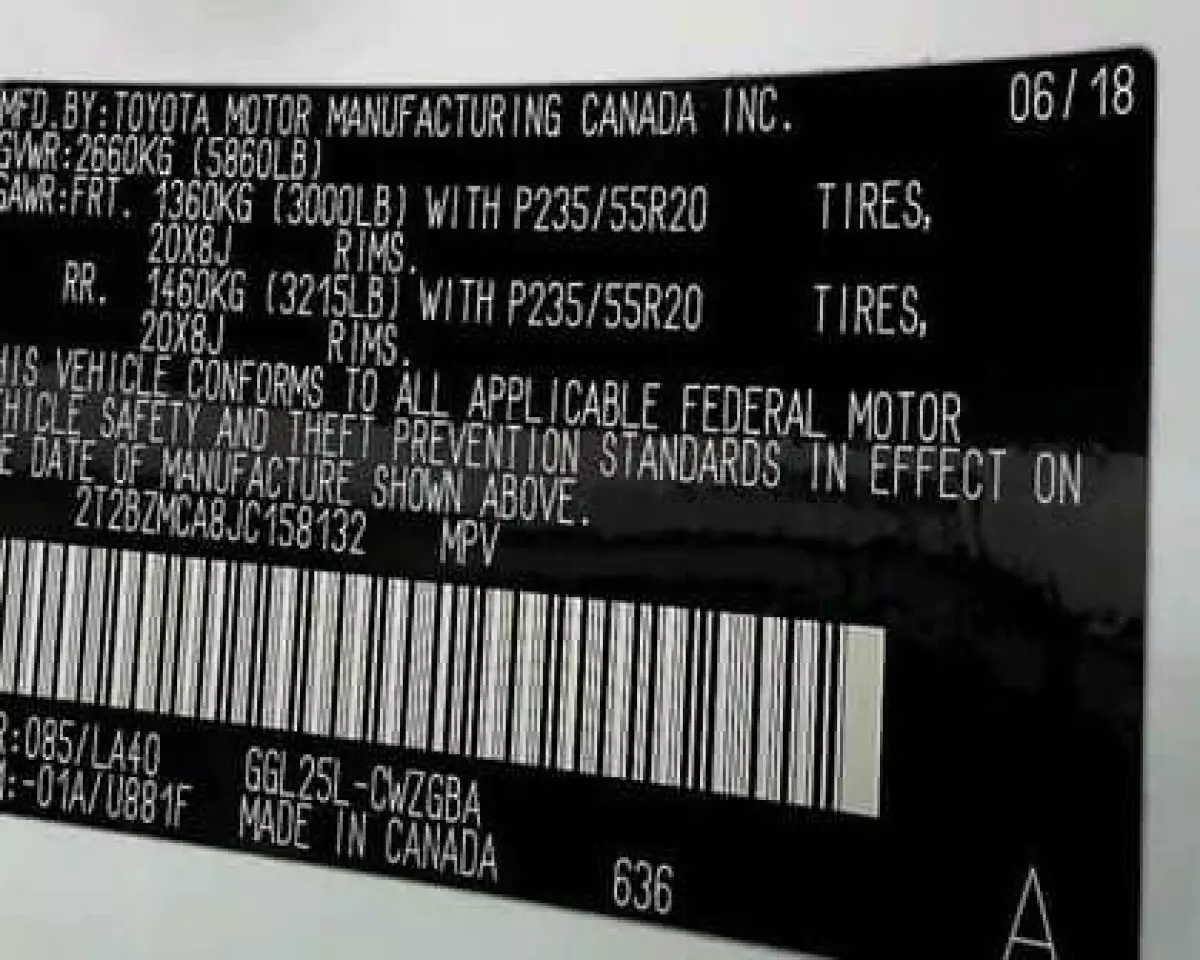 MFD.BY:TOYOTA MOTOR MANUFACTURING CANADA INC. 06/18
GVWR:2660KG (5860LB)
GAWR:FRT. 1360KG (3000LB) WITH P235/55R20 TIRES,
20X8J RIMS.
RR. 1460KG (3215LB) WITH P235/55R20 TIRES,
20X8J RIMS.
HIS VEHICLE CONFORMS TO ALL APPLICABLE FEDERAL MOTOR
EHICLE SAFETY AND THEFT PREVENTION STANDARDS IN EFFECT ON
E DATE OF MANUFACTURE SHOWN ABOVE.
2T2BZMCA8JC158132 MPV
R:085/LA40 GGL25L-CWZGBA
:-01A/U881F MADE IN CANADA
636
A